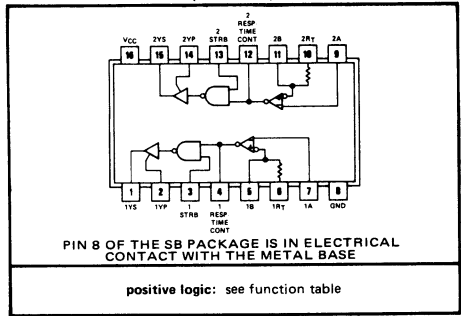 2
RESP
2 TIME
VCC 2YS 2YP STRB CONT 2B 2RT 2A
16 15 14 13 12 11 10 9
1 2 3 4 5 6 7 8
1YS 1YP 1 1 1B 1RT 1A GND
STRB RESP
TIME
CONT
PIN 8 OF THE SB PACKAGE IS IN ELECTRICAL
CONTACT WITH THE METAL BASE
positive logic: see function table